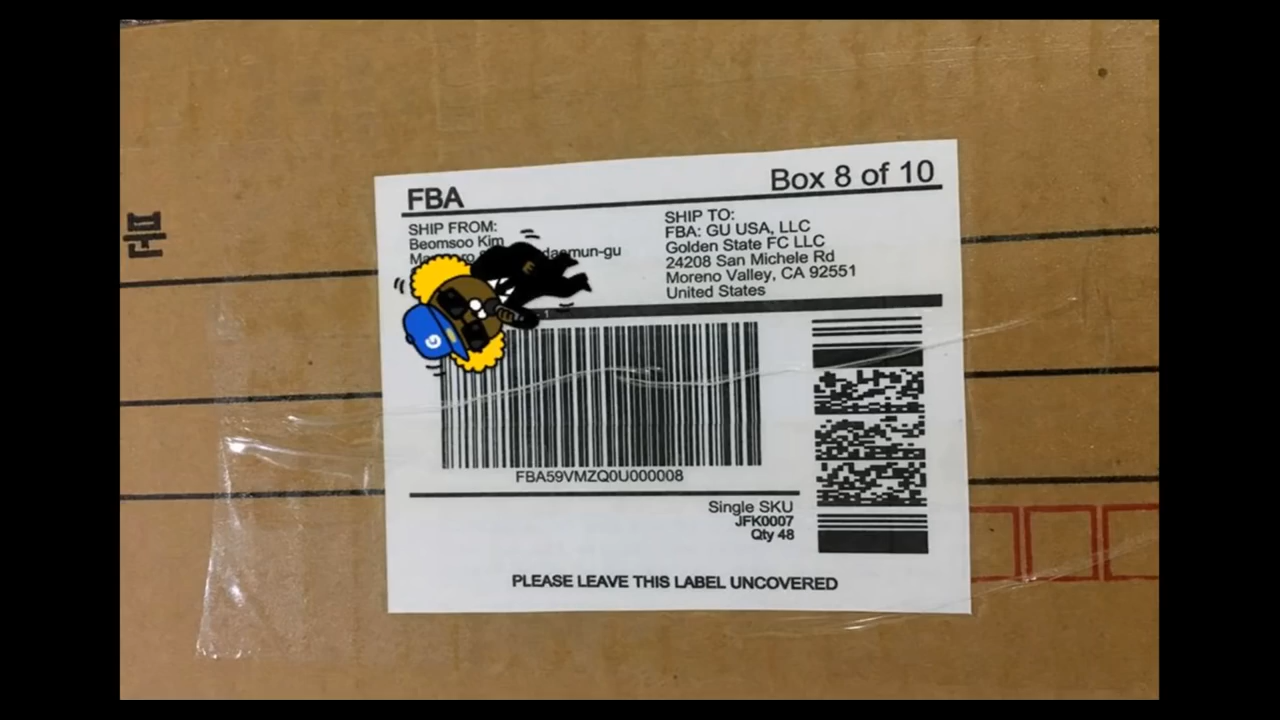 FBA
Box 8 of 10
SHIP FROM:
Beomsoo Kim
SHIP TO:
FBA: GU USA, LLC
Golden State FC LLC
24208 San Michele Rd
Moreno Valley, CA 92551
United States
FBA59VMZQ0U000008
Single SKU
JFK0007
Qty 48
PLEASE LEAVE THIS LABEL UNCOVERED